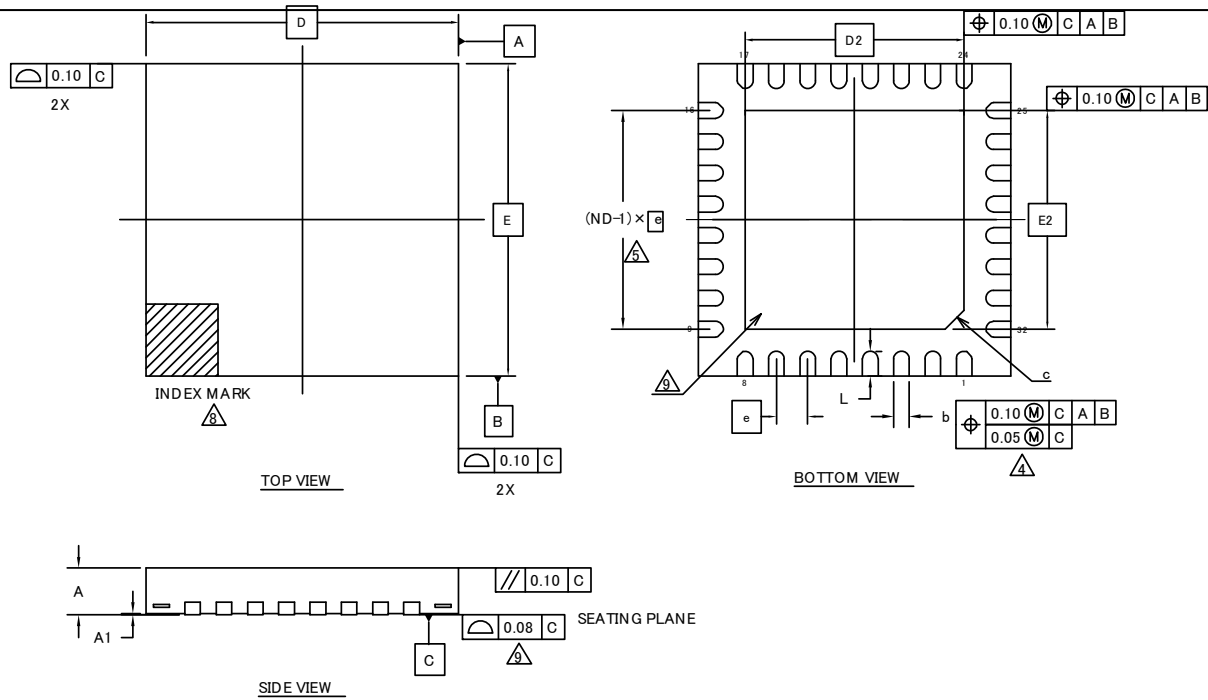 D
A
0.10 C
2X
E
INDEX MARK
8
B
0.10 C
2X
TOP VIEW
0.10 Ⓜ C A B
D2
17
24
0.10 Ⓜ C A B
16
25
(ND-1)× e
5
E2
9
32
9
8
1
L
c
e
b
0.10 Ⓜ C A B
0.05 Ⓜ C
4
BOTTOM VIEW
A
A1
// 0.10 C
0.08 C
SEATING PLANE
9
C
SIDE VIEW